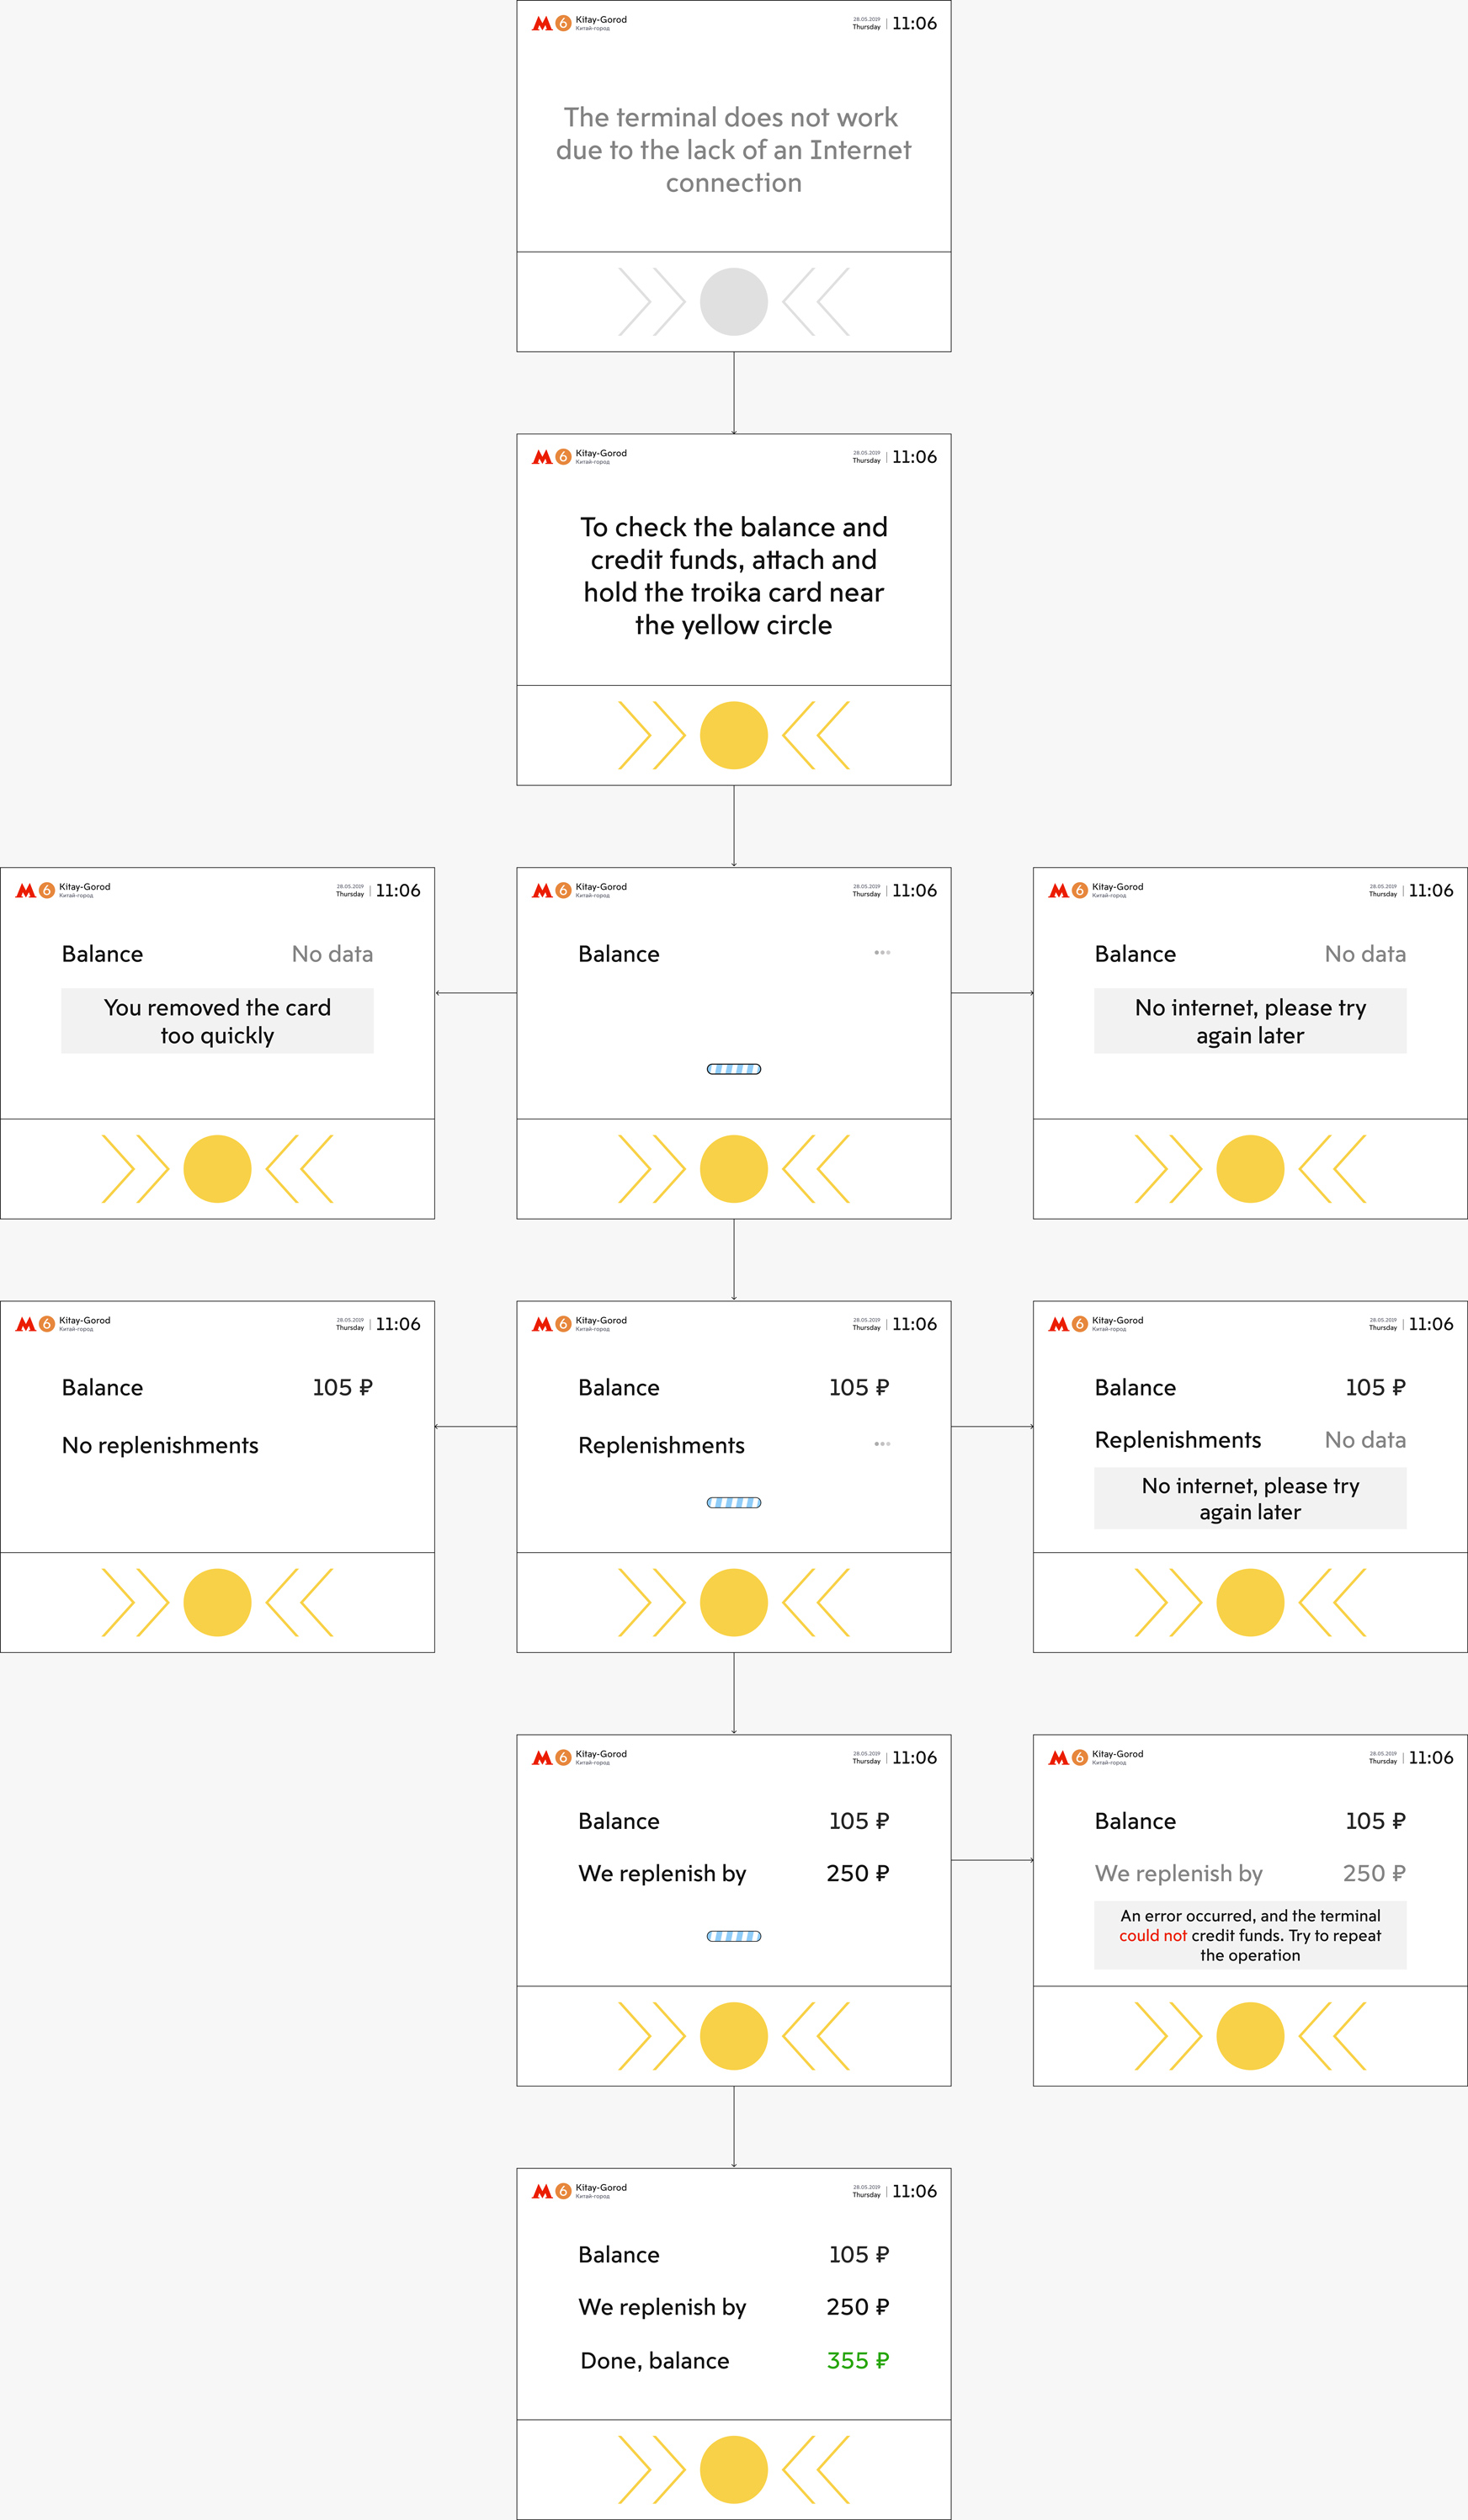 6 Kitay-Gorod
Китай-город
28.05.2019
Thursday
11:06
The terminal does not work
due to the lack of an Internet
connection
6 Kitay-Gorod
Китай-город
28.05.2019
Thursday
11:06
To check the balance and
credit funds, attach and
hold the troika card near
the yellow circle
6 Kitay-Gorod
Китай-город
28.05.2019
Thursday
11:06
Balance No data
You removed the card
too quickly
6 Kitay-Gorod
Китай-город
28.05.2019
Thursday
11:06
Balance
6 Kitay-Gorod
Китай-город
28.05.2019
Thursday
11:06
Balance No data
No internet, please try
again later
6 Kitay-Gorod
Китай-город
28.05.2019
Thursday
11:06
Balance 105 ₽
No replenishments
6 Kitay-Gorod
Китай-город
28.05.2019
Thursday
11:06
Balance 105 ₽
Replenishments
6 Kitay-Gorod
Китай-город
28.05.2019
Thursday
11:06
Balance 105 ₽
Replenishments No data
No internet, please try
again later
6 Kitay-Gorod
Китай-город
28.05.2019
Thursday
11:06
Balance 105 ₽
We replenish by 250 ₽
6 Kitay-Gorod
Китай-город
28.05.2019
Thursday
11:06
Balance 105 ₽
We replenish by 250 ₽
An error occurred, and the terminal
could not credit funds. Try to repeat
the operation
6 Kitay-Gorod
Китай-город
28.05.2019
Thursday
11:06
Balance 105 ₽
We replenish by 250 ₽
Done, balance 355 ₽